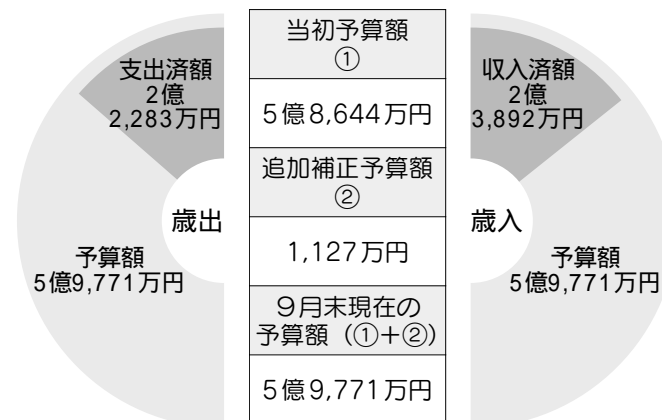 支出済額
2億
2,283万円
歳出
予算額
5億9,771万円
当初予算額
①
5億8,644万円
追加補正予算額
②
1,127万円
９月末現在の
予算額（①＋②）
5億9,771万円
収入済額
2億
3,892万円
歳入
予算額
5億9,771万円